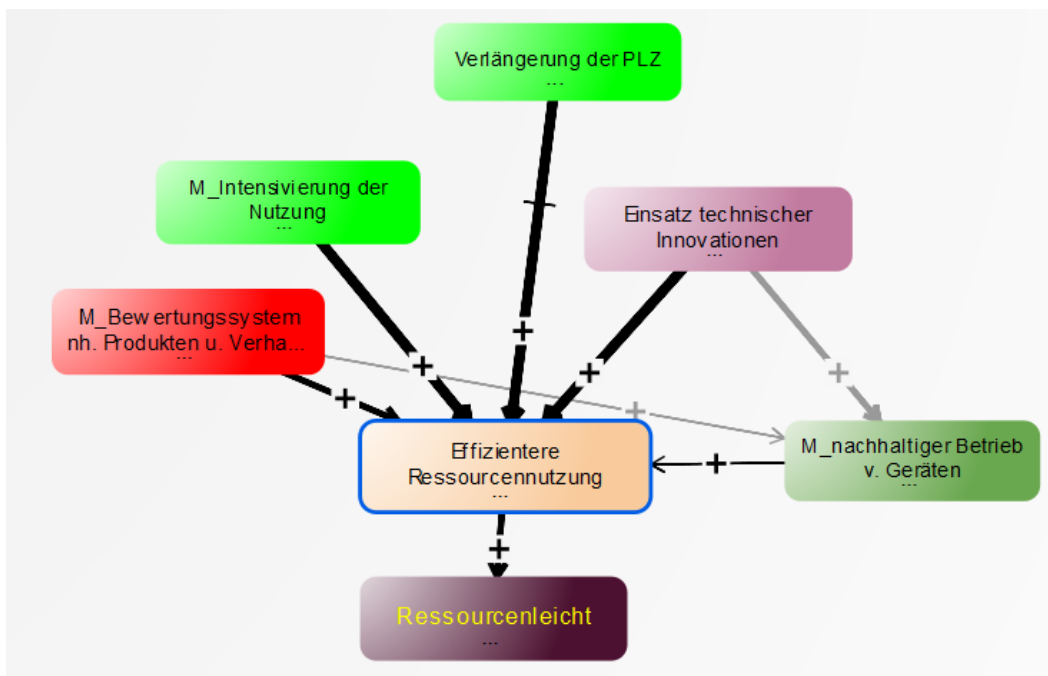 Verlängerung der PLZ
...
M_Intensivierung der
Nutzung
...
Einsatz technischer
Innovationen
...
M_Bewertungssystem
nh. Produkten u. Verha...
...
+
+
+
+
+
+
Effizientere
Ressourcennutzung
...
M_nachhaltiger Betrieb
v. Geräten
...
+
+
Ressourcenleicht
...